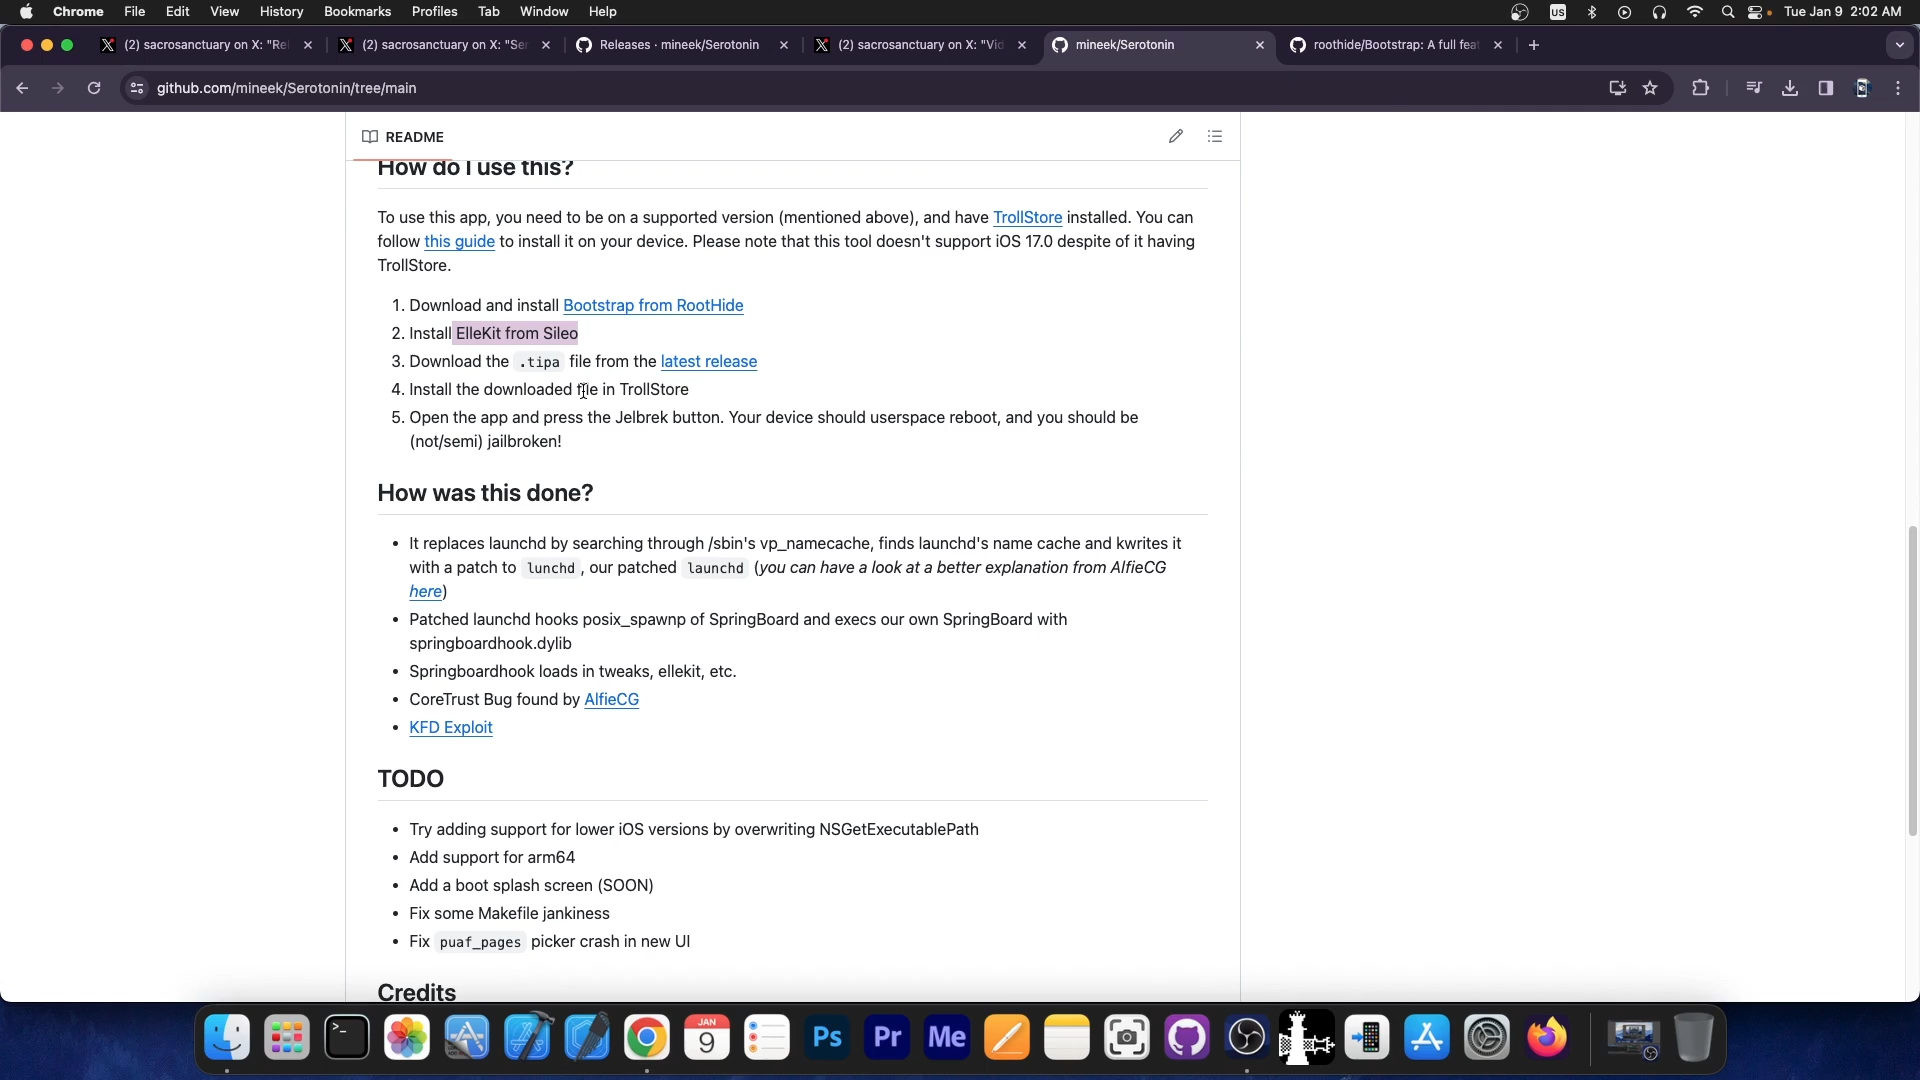 Chrome File Edit View History Bookmarks Profiles Tab Window Help US Tue Jan 9 2:02 AM
(2) sacrosanctuary on X: "Rel (2) sacrosanctuary on X: "Ser Releases · mineek/Serotonin (2) sacrosanctuary on X: "Vid mineek/Serotonin roothide/Bootstrap: A full feat
github.com/mineek/Serotonin/tree/main
README
How do I use this?
To use this app, you need to be on a supported version (mentioned above), and have TrollStore installed. You can
follow this guide to install it on your device. Please note that this tool doesn't support iOS 17.0 despite of it having
TrollStore.
1. Download and install Bootstrap from RootHide
2. Install ElleKit from Sileo
3. Download the .tipa file from the latest release
4. Install the downloaded file in TrollStore
5. Open the app and press the Jelbrek button. Your device should userspace reboot, and you should be
(not/semi) jailbroken!
How was this done?
• It replaces launchd by searching through /sbin's vp_namecache, finds launchd's name cache and kwrites it
with a patch to lunchd, our patched launchd (you can have a look at a better explanation from AlfieCG
here)
• Patched launchd hooks posix_spawnp of SpringBoard and execs our own SpringBoard with
springboardhook.dylib
• Springboardhook loads in tweaks, ellekit, etc.
• CoreTrust Bug found by AlfieCG
• KFD Exploit
TODO
• Try adding support for lower iOS versions by overwriting NSGetExecutablePath
• Add support for arm64
• Add a boot splash screen (SOON)
• Fix some Makefile jankiness
• Fix puaf_pages picker crash in new UI
Credits
JAN
9
Ps Pr Me